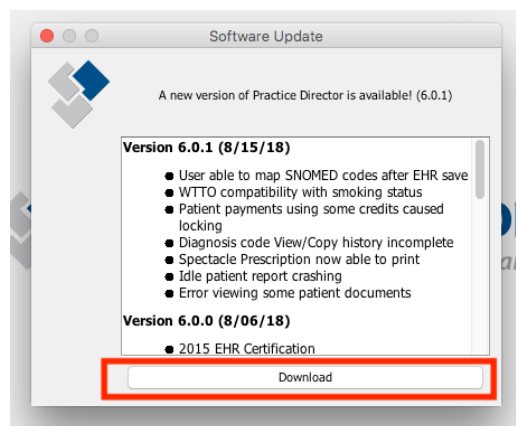 Software Update
A new version of Practice Director is available! (6.0.1)
Version 6.0.1 (8/15/18)
● User able to map SNOMED codes after EHR save
● WTTO compatibility with smoking status
● Patient payments using some credits caused
locking
● Diagnosis code View/Copy history incomplete
● Spectacle Prescription now able to print
● Idle patient report crashing
● Error viewing some patient documents
Version 6.0.0 (8/06/18)
● 2015 EHR Certification
Download